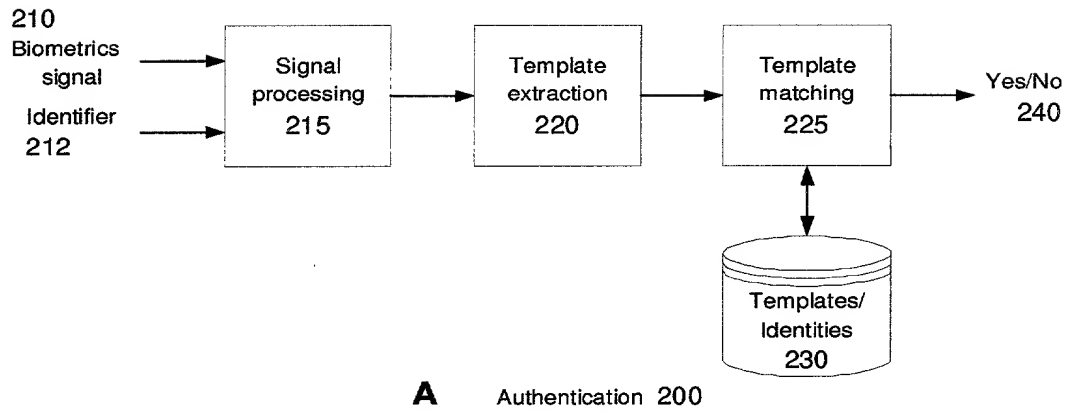 210
Biometrics
signal
Identifier
212
Signal
processing
215
Template
extraction
220
Template
matching
225
Yes/No
240
Templates/
Identities
230
A Authentication 200